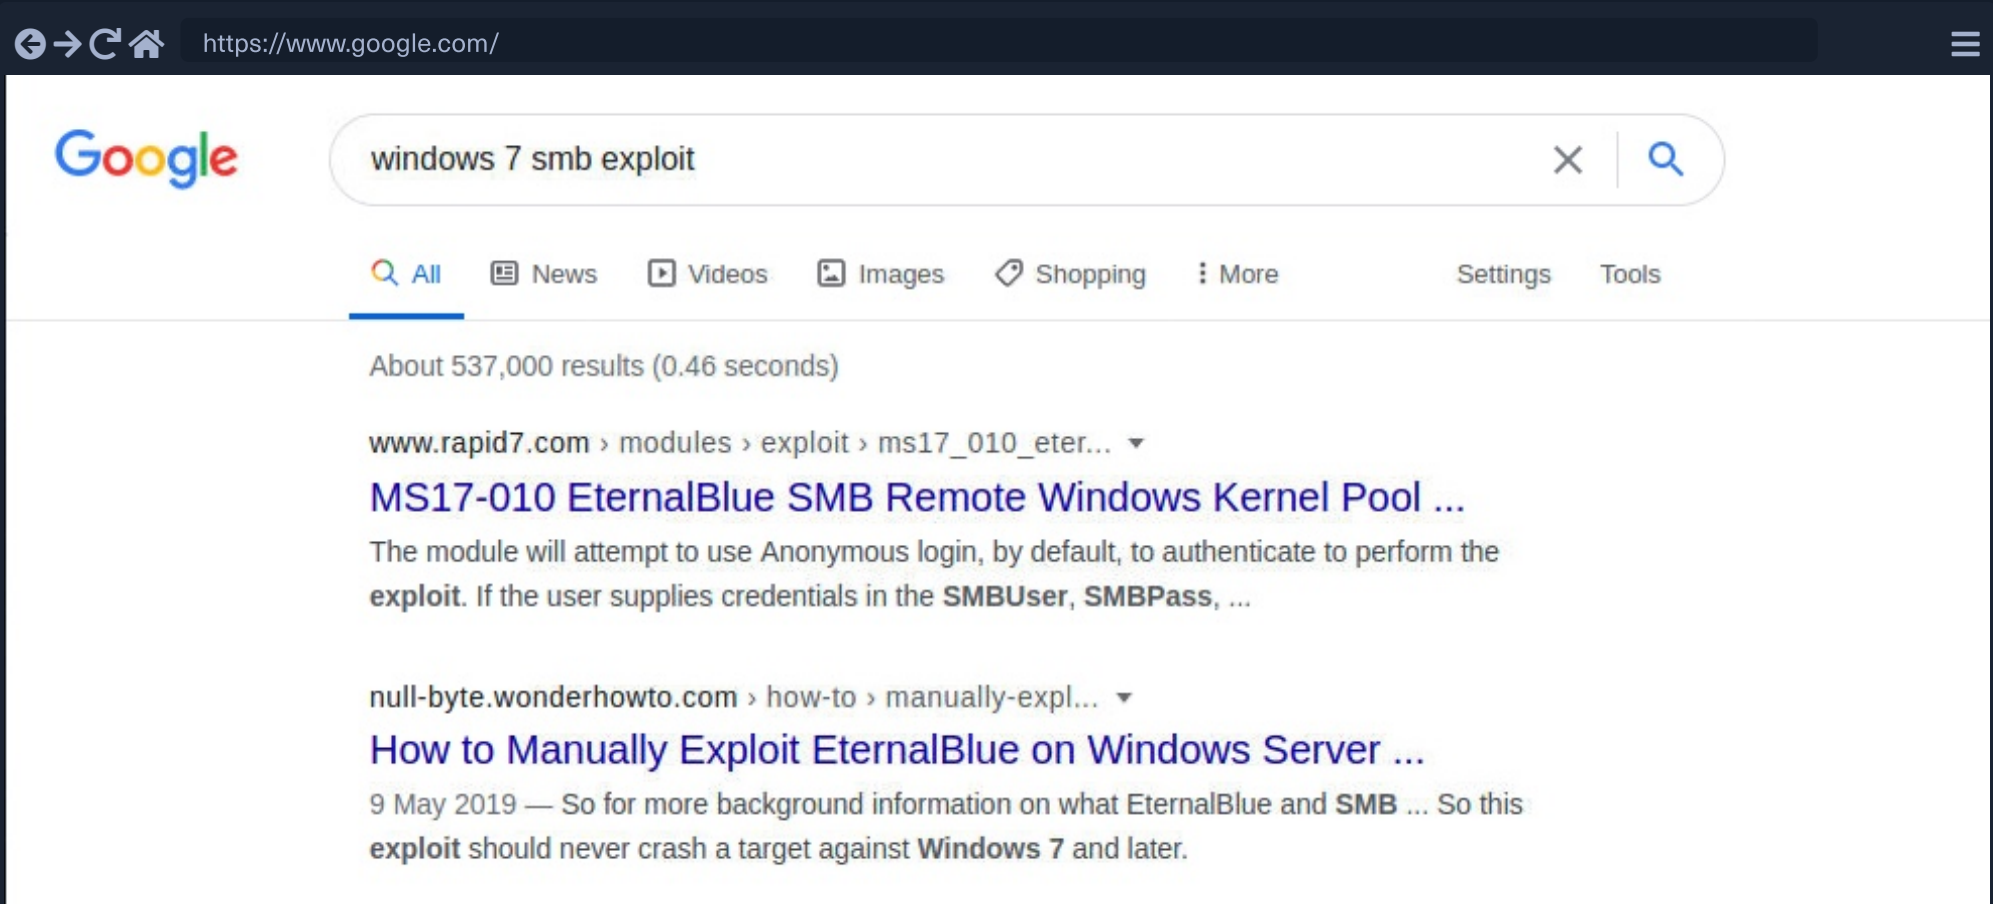 https://www.google.com/
Google
windows 7 smb exploit
All News Videos Images Shopping More Settings Tools
About 537,000 results (0.46 seconds)
www.rapid7.com › modules › exploit › ms17_010_eter...
MS17-010 EternalBlue SMB Remote Windows Kernel Pool ...
The module will attempt to use Anonymous login, by default, to authenticate to perform the
exploit. If the user supplies credentials in the SMBUser, SMBPass, ...
null-byte.wonderhowto.com › how-to › manually-expl...
How to Manually Exploit EternalBlue on Windows Server ...
9 May 2019 — So for more background information on what EternalBlue and SMB ... So this
exploit should never crash a target against Windows 7 and later.